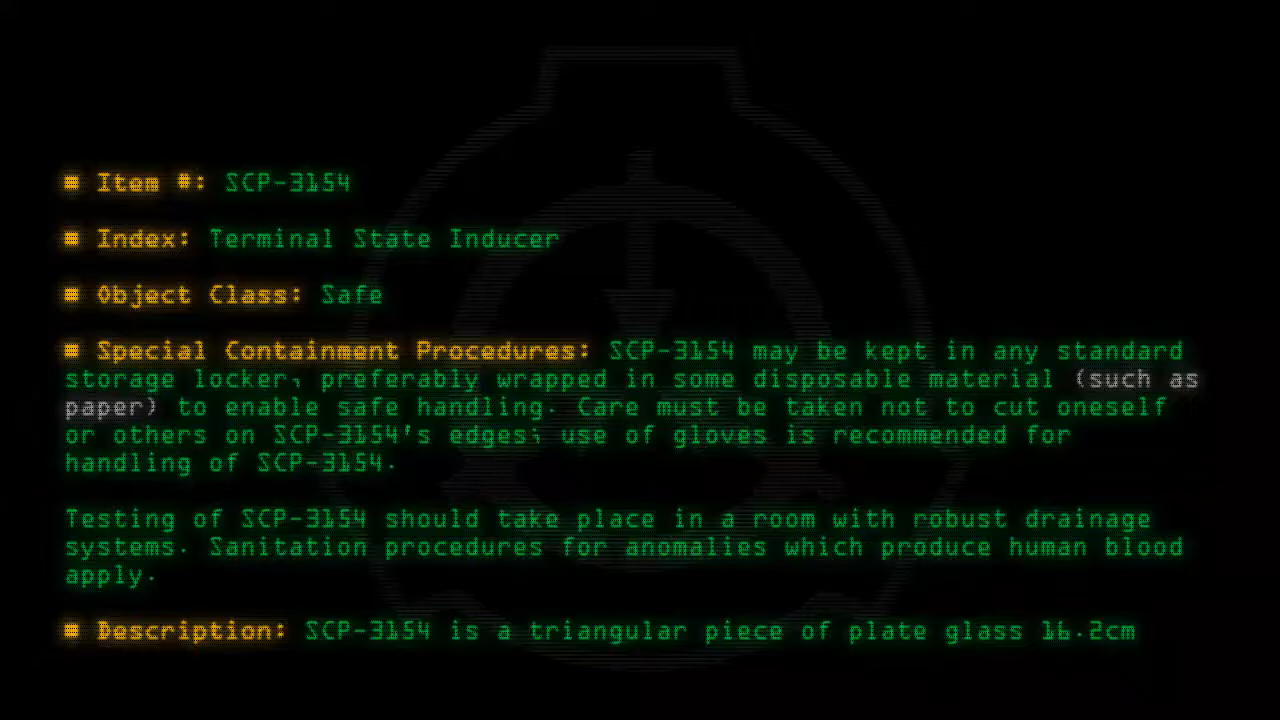 ■ Item #: SCP-3154
■ Index: Terminal State Inducer
■ Object Class: Safe
■ Special Containment Procedures: SCP-3154 may be kept in any standard
storage locker, preferably wrapped in some disposable material (such as
paper) to enable safe handling. Care must be taken not to cut oneself
or others on SCP-3154's edges; use of gloves is recommended for
handling of SCP-3154.
Testing of SCP-3154 should take place in a room with robust drainage
systems. Sanitation procedures for anomalies which produce human blood
apply.
■ Description: SCP-3154 is a triangular piece of plate glass 16.2cm